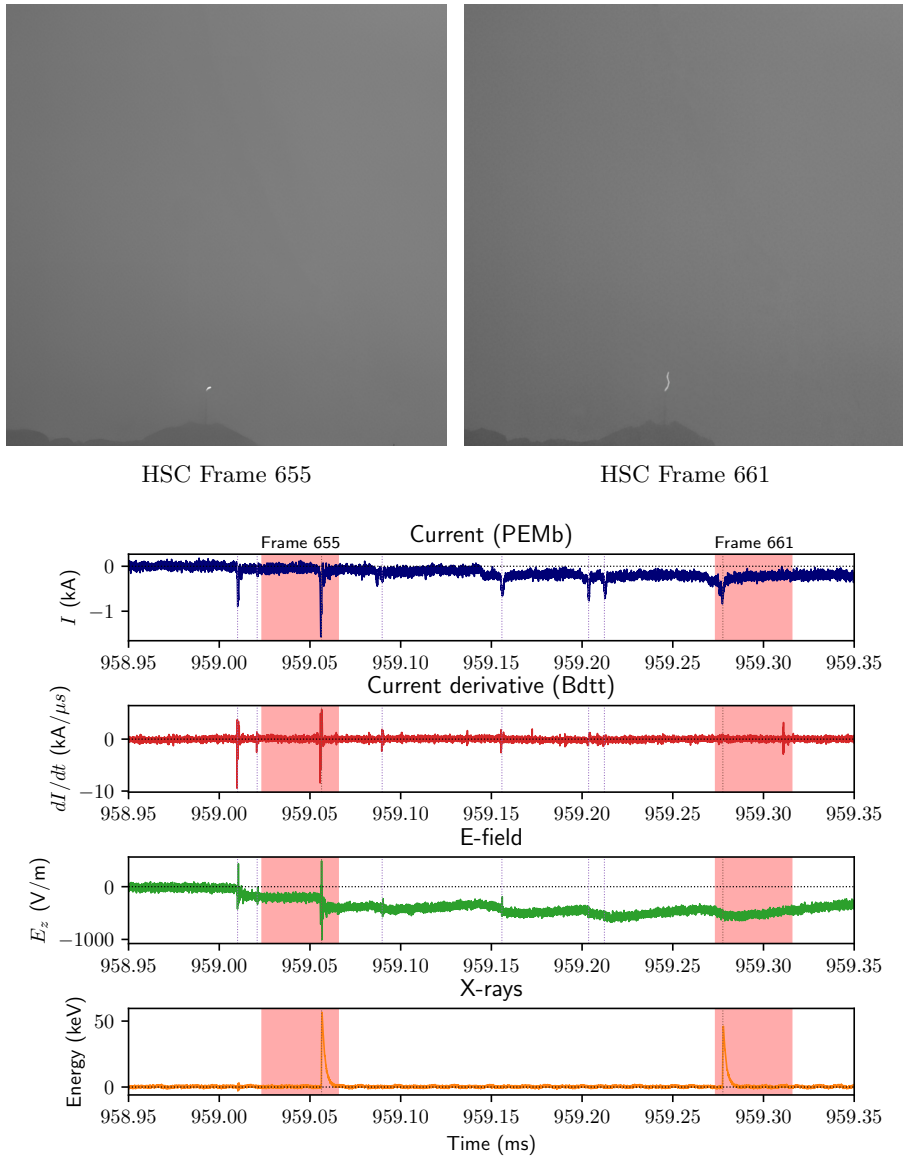 HSC Frame 655
HSC Frame 661
Current (PEMb)
Frame 655
Frame 661
I (kA)
0
−1
958.95 959.00 959.05 959.10 959.15 959.20 959.25 959.30 959.35
Current derivative (Bdtt)
dI/dt (kA/μs)
0
−10
958.95 959.00 959.05 959.10 959.15 959.20 959.25 959.30 959.35
E-field
E_z (V/m)
0
−1000
958.95 959.00 959.05 959.10 959.15 959.20 959.25 959.30 959.35
X-rays
Energy (keV)
50
0
958.95 959.00 959.05 959.10 959.15 959.20 959.25 959.30 959.35
Time (ms)